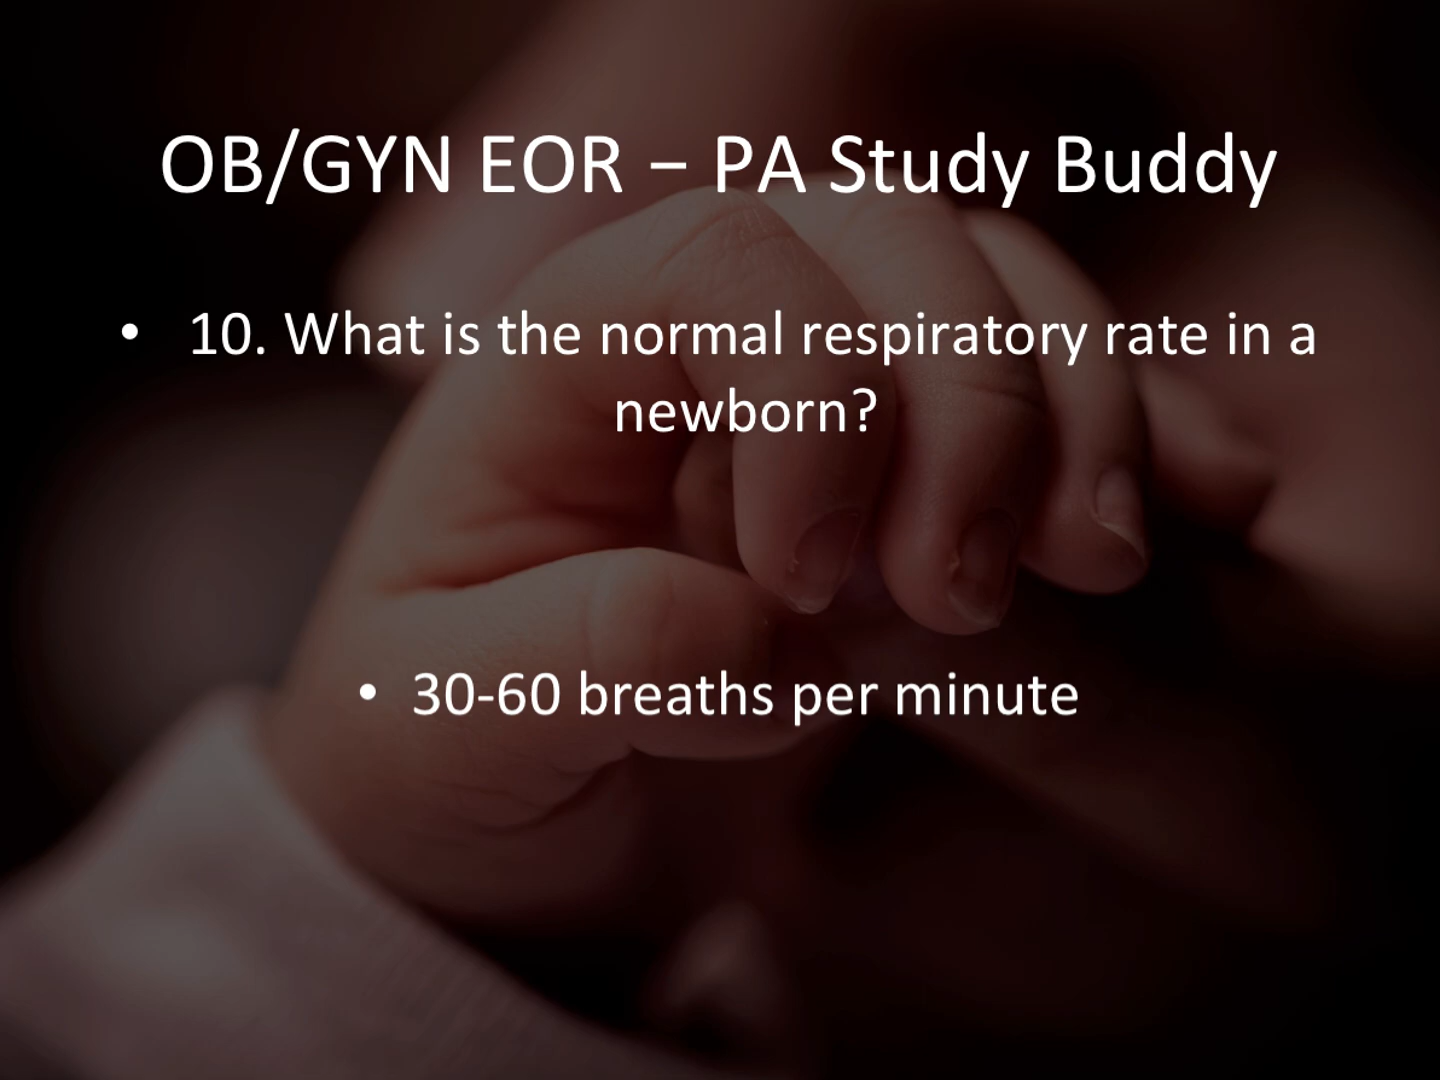 OB/GYN EOR – PA Study Buddy
• 10. What is the normal respiratory rate in a
newborn?
• 30-60 breaths per minute